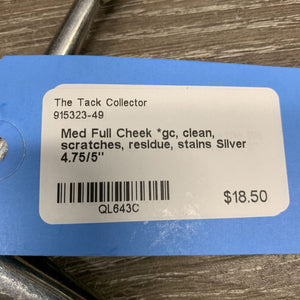 The Tack Collector
915323-49
Med Full Cheek *gc, clean,
scratches, residue, stains Silver
4.75/5"
QL643C
$18.50